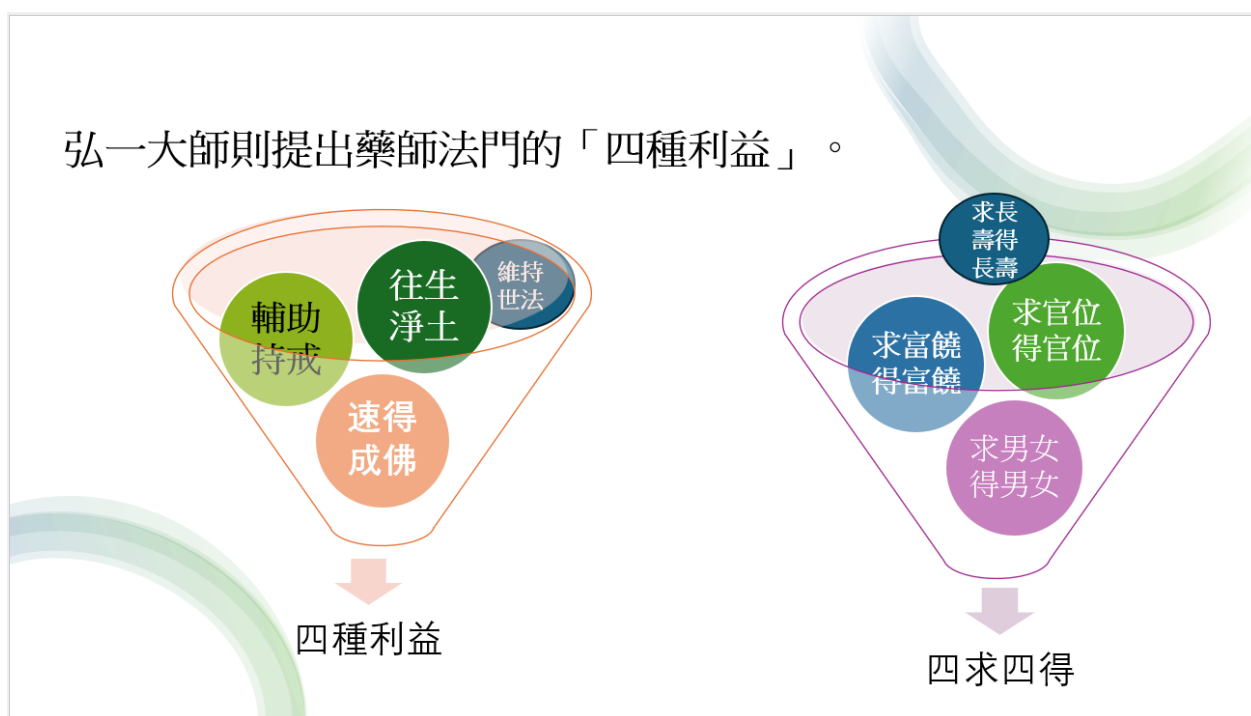 弘一大師則提出藥師法門的「四種利益」。
輔助
持戒
往生
淨土
維持
世法
速得
成佛
四種利益
求長
壽得
長壽
求富饒
得富饒
求官位
得官位
求男女
得男女
四求四得